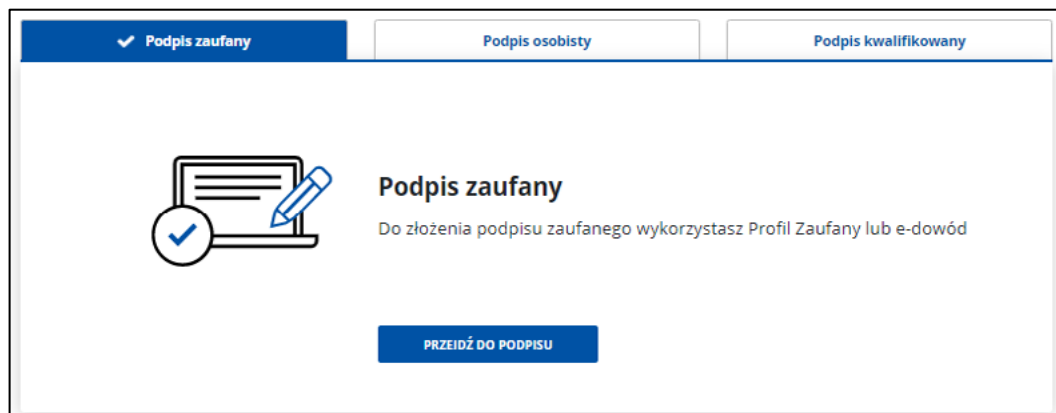 Podpis zaufany
Podpis osobisty
Podpis kwalifikowany
Podpis zaufany
Do złożenia podpisu zaufanego wykorzystasz Profil Zaufany lub e-dowód
PRZEJDŹ DO PODPISU